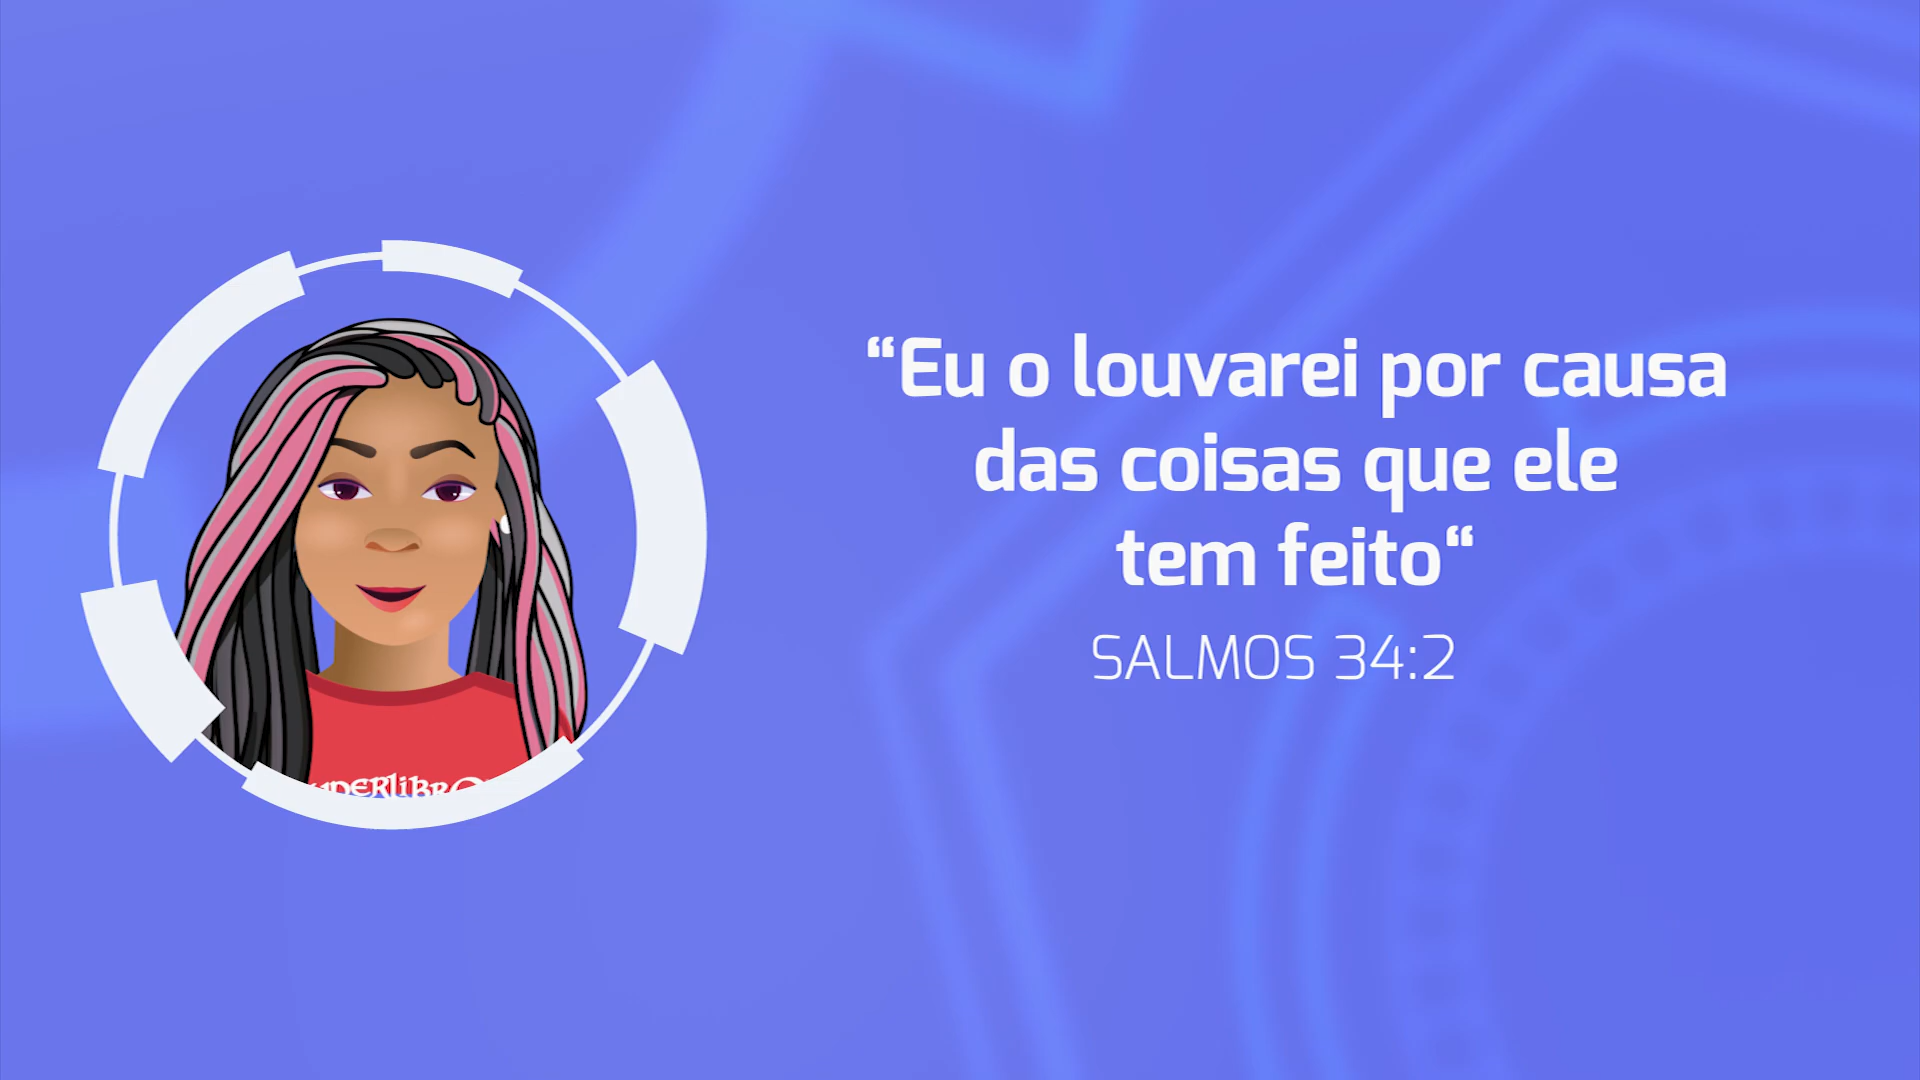 “Eu o louvarei por causa
das coisas que ele
tem feito“
SALMOS 34:2